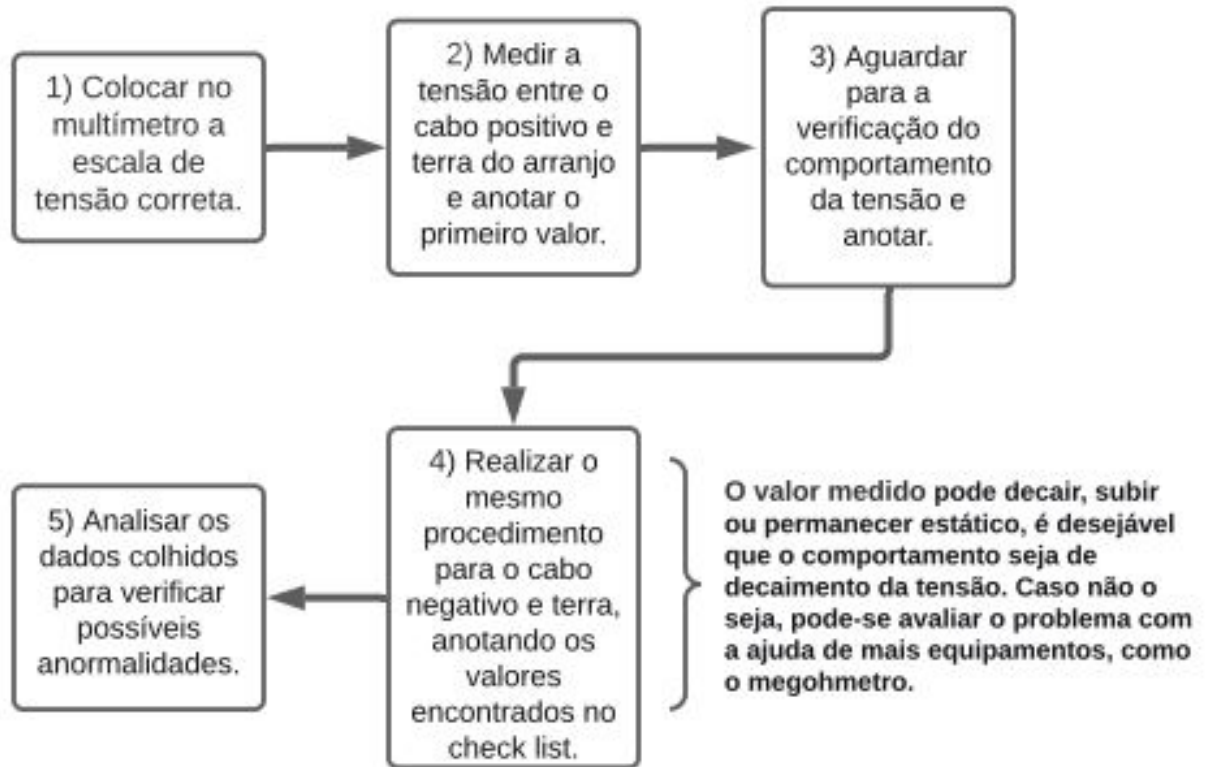 1) Colocar no
multímetro a
escala de
tensão correta.
2) Medir a
tensão entre o
cabo positivo e
terra do arranjo
e anotar o
primeiro valor.
3) Aguardar
para a
verificação do
comportamento
da tensão e
anotar.
4) Realizar o
mesmo
procedimento
para o cabo
negativo e terra,
anotando os
valores
encontrados no
check list.
O valor medido pode decair, subir
ou permanecer estático, é desejável
que o comportamento seja de
decaimento da tensão. Caso não o
seja, pode-se avaliar o problema com
a ajuda de mais equipamentos, como
o megohmetro.
5) Analisar os
dados colhidos
para verificar
possíveis
anormalidades.